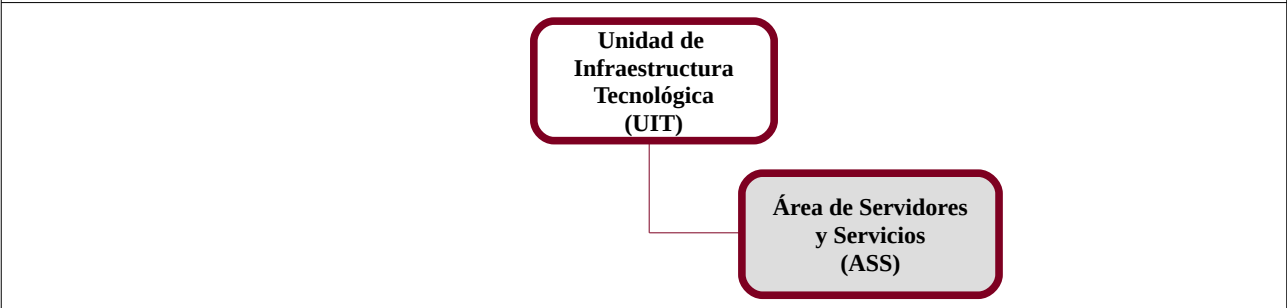 Unidad de
Infraestructura
Tecnológica
(UIT)
Área de Servidores
y Servicios
(ASS)